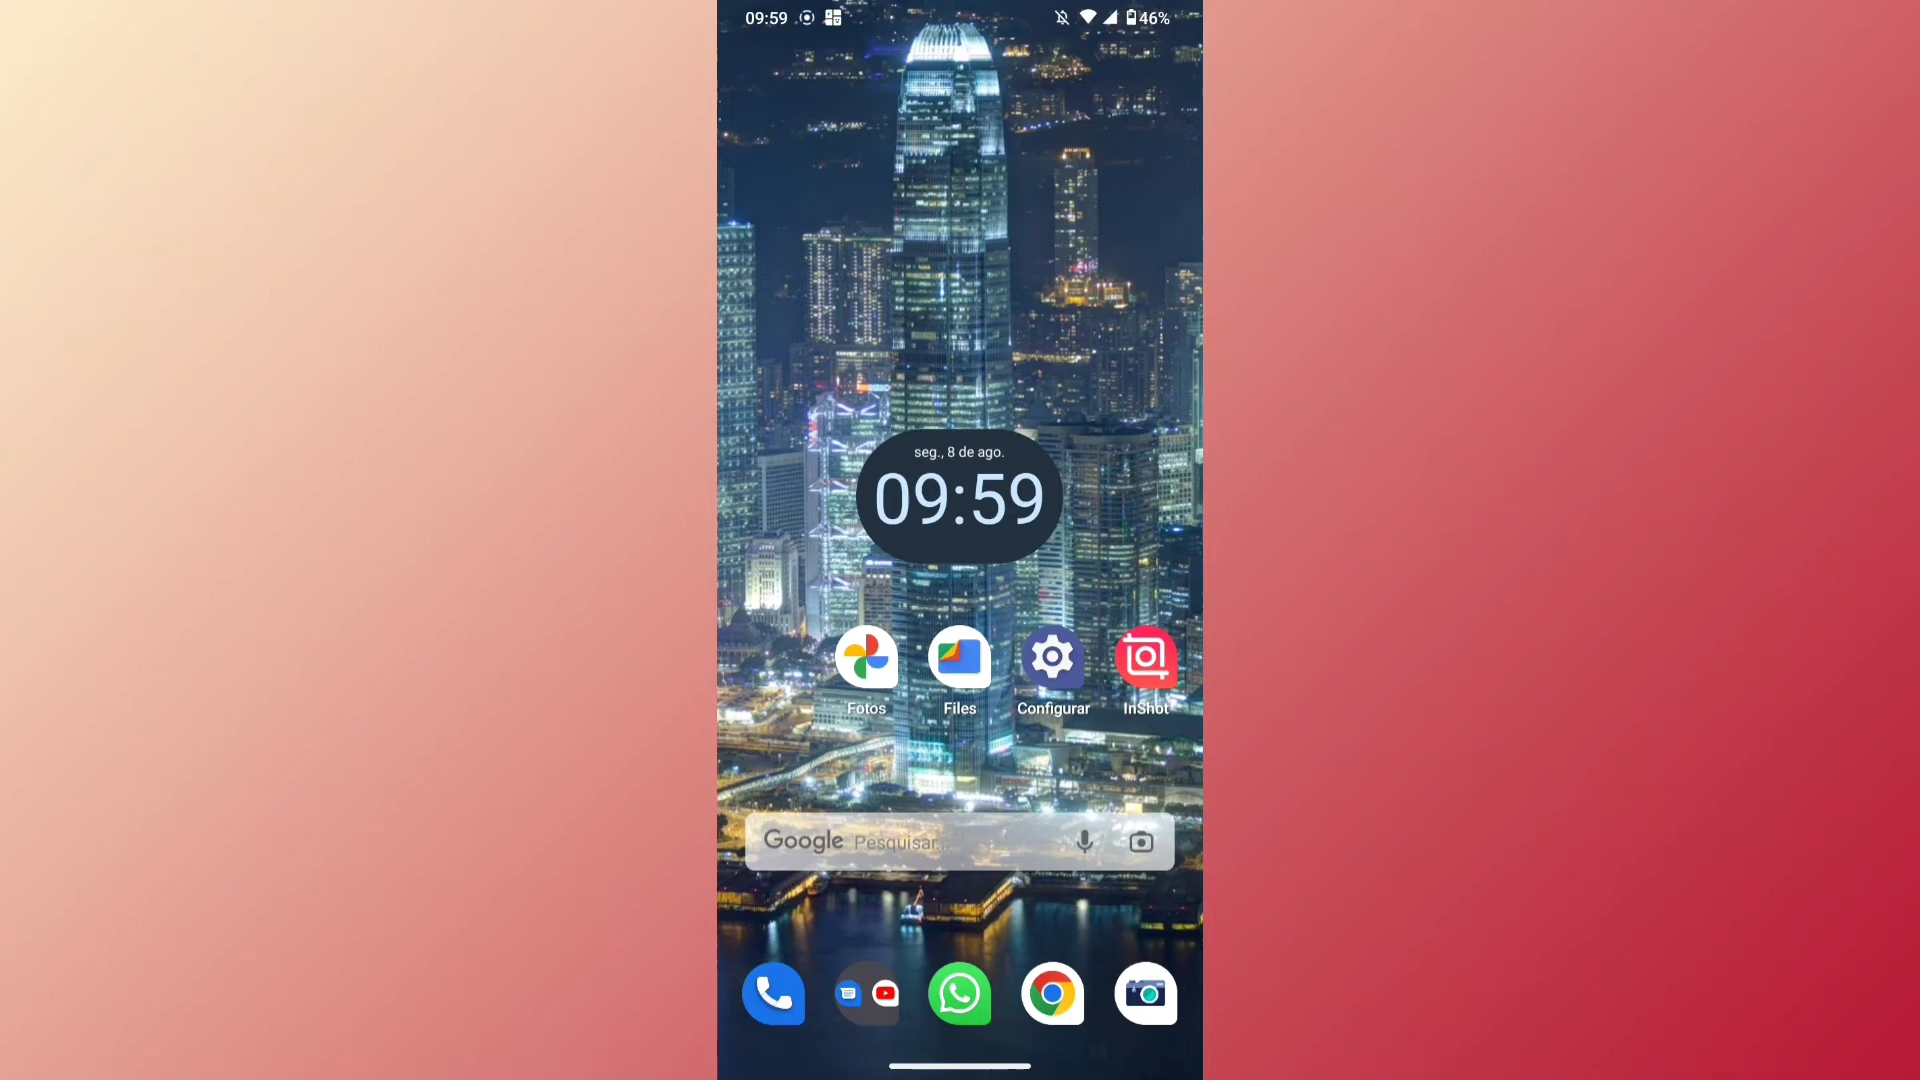 09:59
46%
seg., 8 de ago.
09:59
Fotos
Files
Configurar
InShot
Google Pesquisar...